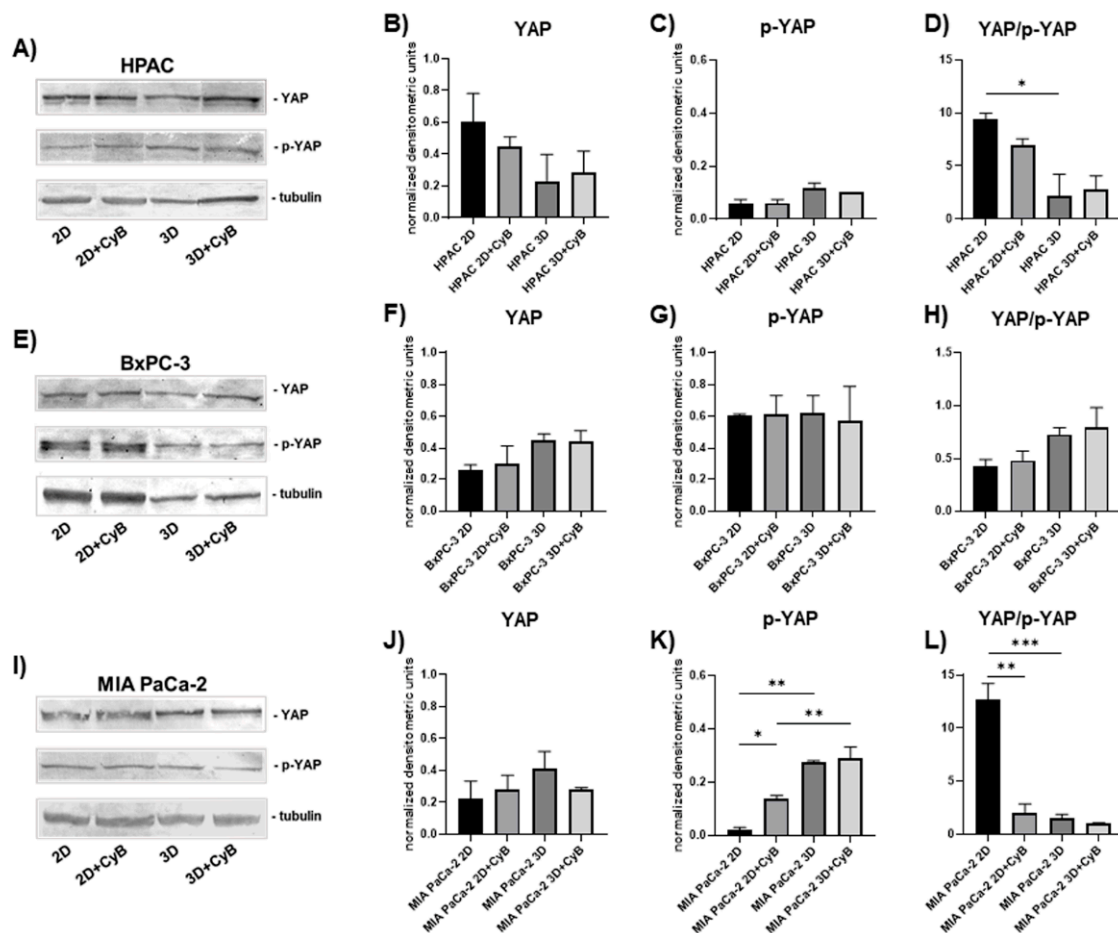 A)
HPAC
- YAP
- p-YAP
- tubulin
2D
2D+CyB
3D
3D+CyB
B)
YAP
normalized densitometric units
1.0
0.8
0.6
0.4
0.2
0.0
HPAC 2D
HPAC 2D+CyB
HPAC 3D
HPAC 3D+CyB
C)
p-YAP
normalized densitometric units
0.6
0.4
0.2
0.0
HPAC 2D
HPAC 2D+CyB
HPAC 3D
HPAC 3D+CyB
D)
YAP/p-YAP
15
10
5
0
*
HPAC 2D
HPAC 2D+CyB
HPAC 3D
HPAC 3D+CyB
E)
BxPC-3
- YAP
- p-YAP
- tubulin
2D
2D+CyB
3D
3D+CyB
F)
YAP
normalized densitometric units
1.0
0.8
0.6
0.4
0.2
0.0
BxPC-3 2D
BxPC-3 2D+CyB
BxPC-3 3D
BxPC-3 3D+CyB
G)
p-YAP
normalized densitometric units
1.0
0.8
0.6
0.4
0.2
0.0
BxPC-3 2D
BxPC-3 2D+CyB
BxPC-3 3D
BxPC-3 3D+CyB
H)
YAP/p-YAP
1.5
1.0
0.5
0.0
BxPC-3 2D
BxPC-3 2D+CyB
BxPC-3 3D
BxPC-3 3D+CyB
I)
MIA PaCa-2
- YAP
- p-YAP
- tubulin
2D
2D+CyB
3D
3D+CyB
J)
YAP
normalized densitometric units
1.0
0.8
0.6
0.4
0.2
0.0
MIA PaCa-2 2D
MIA PaCa-2 2D+CyB
MIA PaCa-2 3D
MIA PaCa-2 3D+CyB
K)
p-YAP
normalized densitometric units
0.6
0.4
0.2
0.0
**
*
**
MIA PaCa-2 2D
MIA PaCa-2 2D+CyB
MIA PaCa-2 3D
MIA PaCa-2 3D+CyB
L)
YAP/p-YAP
15
10
5
0
***
**
MIA PaCa-2 2D
MIA PaCa-2 2D+CyB
MIA PaCa-2 3D
MIA PaCa-2 3D+CyB